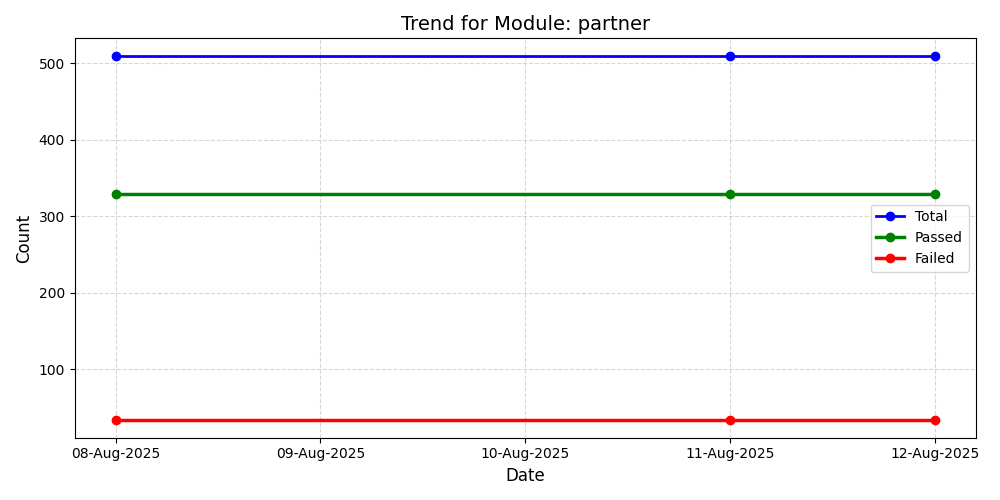 Trend for Module: partner
Count
500
400
300
200
100
Total
Passed
Failed
08-Aug-2025
09-Aug-2025
10-Aug-2025
11-Aug-2025
12-Aug-2025
Date